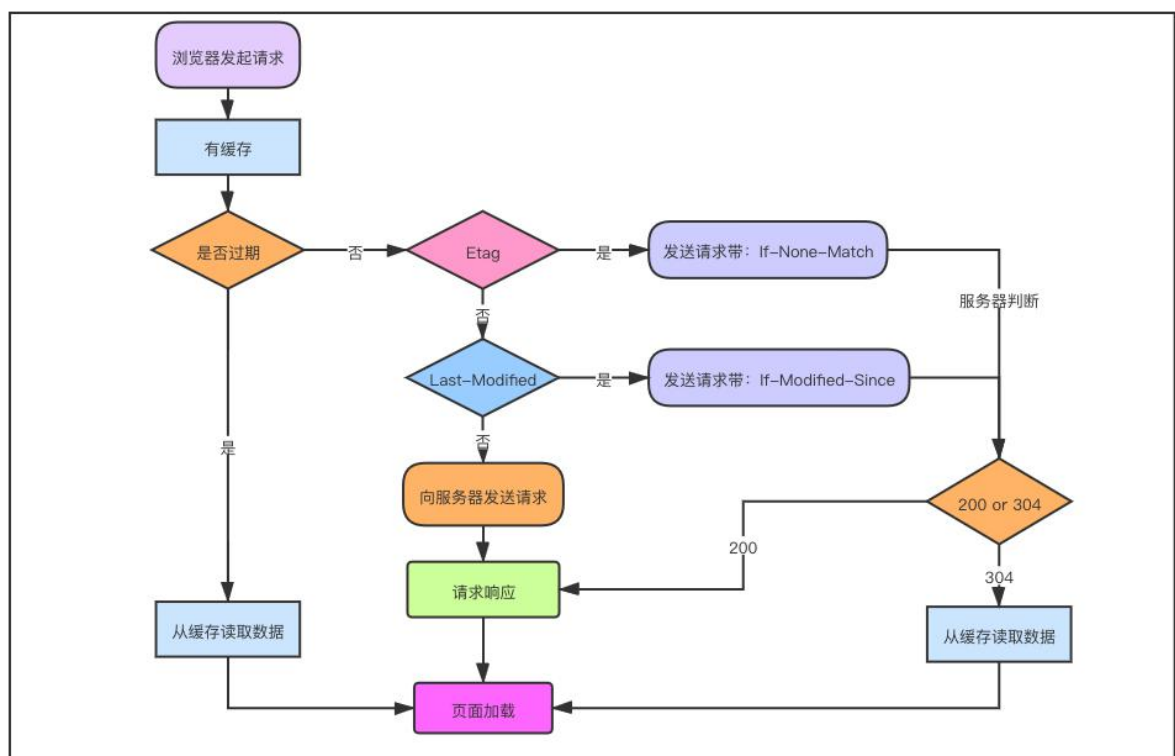 浏览器发起请求
有缓存
是否过期
否
Etag
是
发送请求带：If-None-Match
服务器判断
否
Last-Modified
是
发送请求带：If-Modified-Since
是
否
向服务器发送请求
200 or 304
200
304
请求响应
从缓存读取数据
从缓存读取数据
页面加载